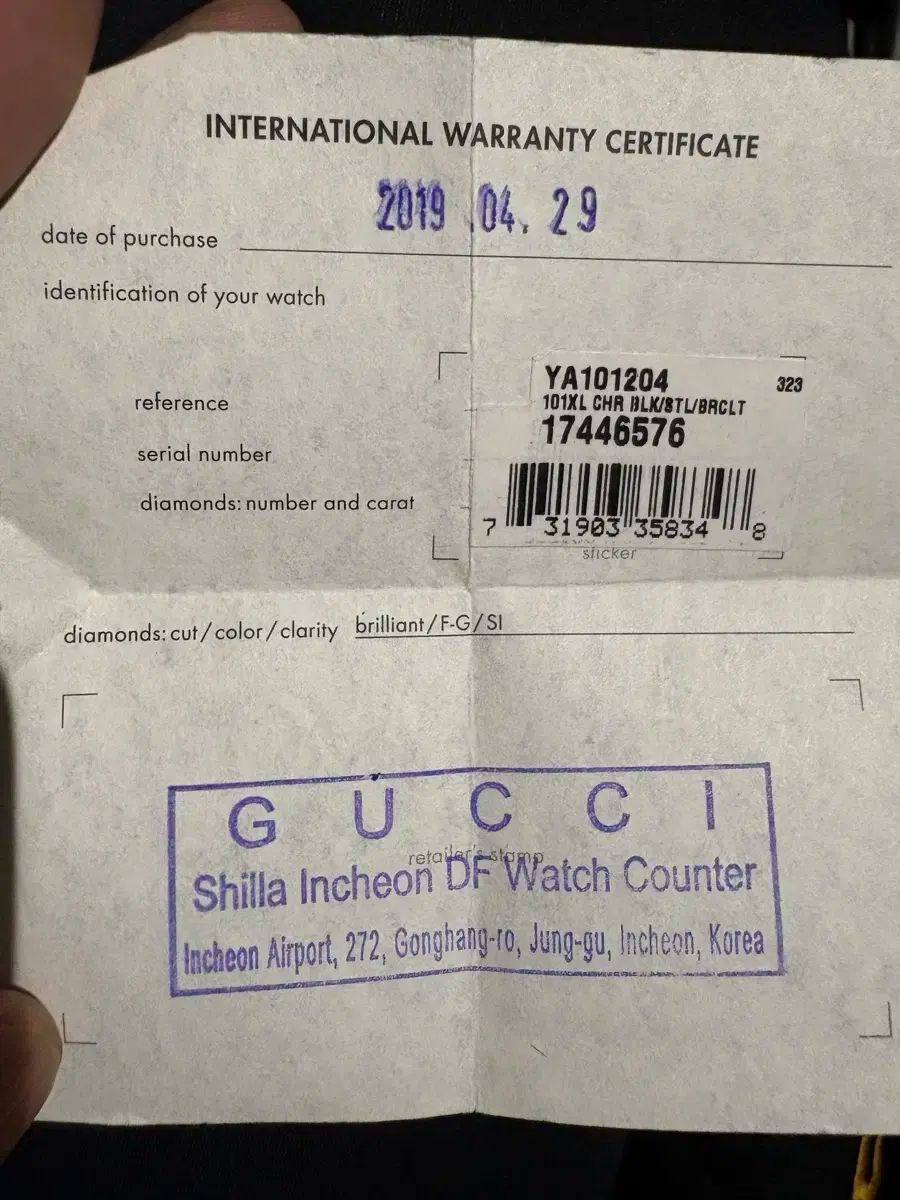 INTERNATIONAL WARRANTY CERTIFICATE
2019.04.29
date of purchase
identification of your watch
YA101204 323
reference
101XL CHR BLK/STL/BRCLT
17446576
serial number
diamonds: number and carat
7 31903 35834 8
sticker
diamonds: cut/color/clarity brilliant/F-G/SI
GUCCI
retailer's stamp
Shilla Incheon DF Watch Counter
Incheon Airport, 272, Gonghang-ro, Jung-gu, Incheon, Korea